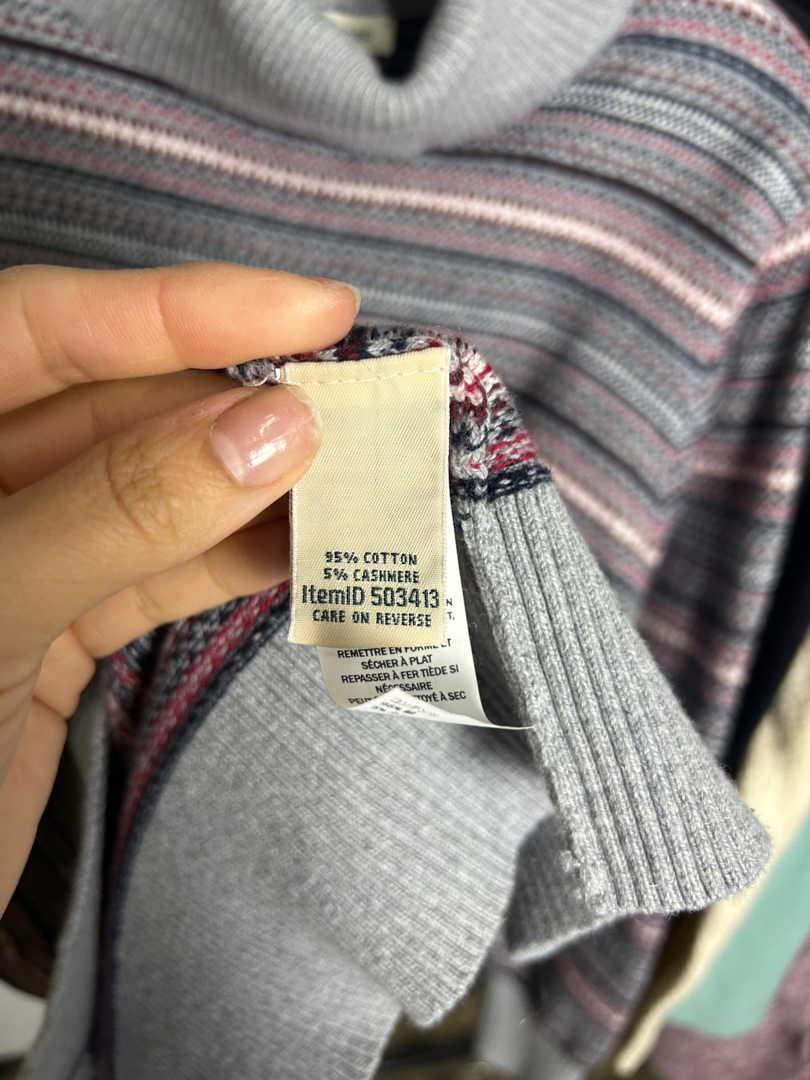 95% COTTON
5% CASHMERE
ItemID 503413
CARE ON REVERSE
N
T.
REMETTRE EN FORME ET
SÉCHER À PLAT
REPASSER À FER TIÈDE SI
NÉCESSAIRE
À SEC